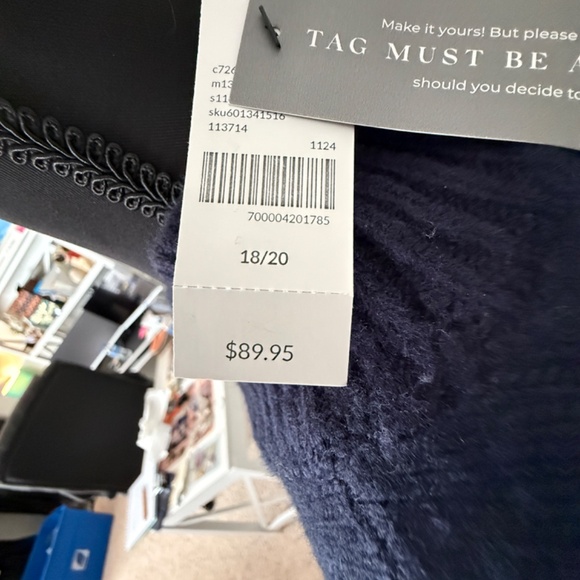 Make it yours! But please
TAG MUST BE A
should you decide to
c726
m13
s11
sku601341516
113714
1124
700004201785
18/20
$89.95